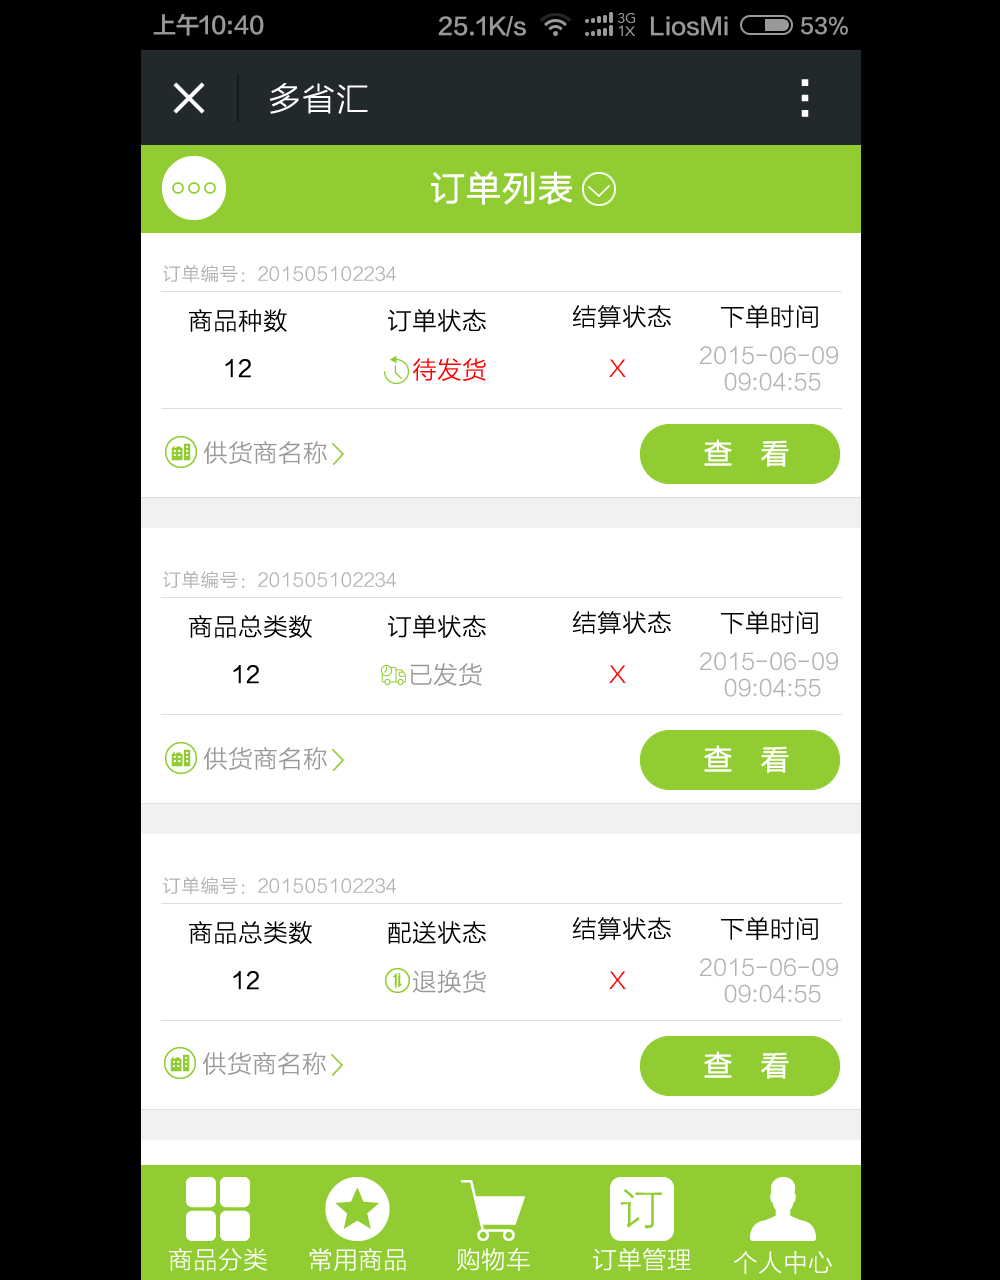 上午10:40 25.1K/s 3G 1X LiosMi 53%
多省汇
订单列表
订单编号：201505102234
商品种数 订单状态 结算状态 下单时间
12 待发货 X 2015-06-09
09:04:55
供货商名称 查 看
订单编号：201505102234
商品总类数 订单状态 结算状态 下单时间
12 已发货 X 2015-06-09
09:04:55
供货商名称 查 看
订单编号：201505102234
商品总类数 配送状态 结算状态 下单时间
12 退换货 X 2015-06-09
09:04:55
供货商名称 查 看
订
商品分类 常用商品 购物车 订单管理 个人中心